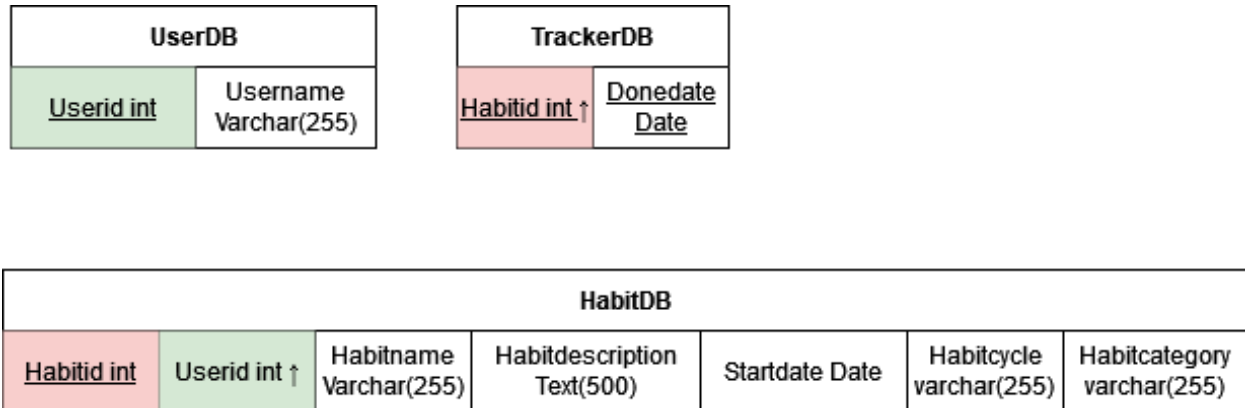 UserDB
Userid int
Username
Varchar(255)
TrackerDB
Habitid int ↑
Donedate
Date
HabitDB
Habitid int
Userid int ↑
Habitname
Varchar(255)
Habitdescription
Text(500)
Startdate Date
Habitcycle
varchar(255)
Habitcategory
varchar(255)